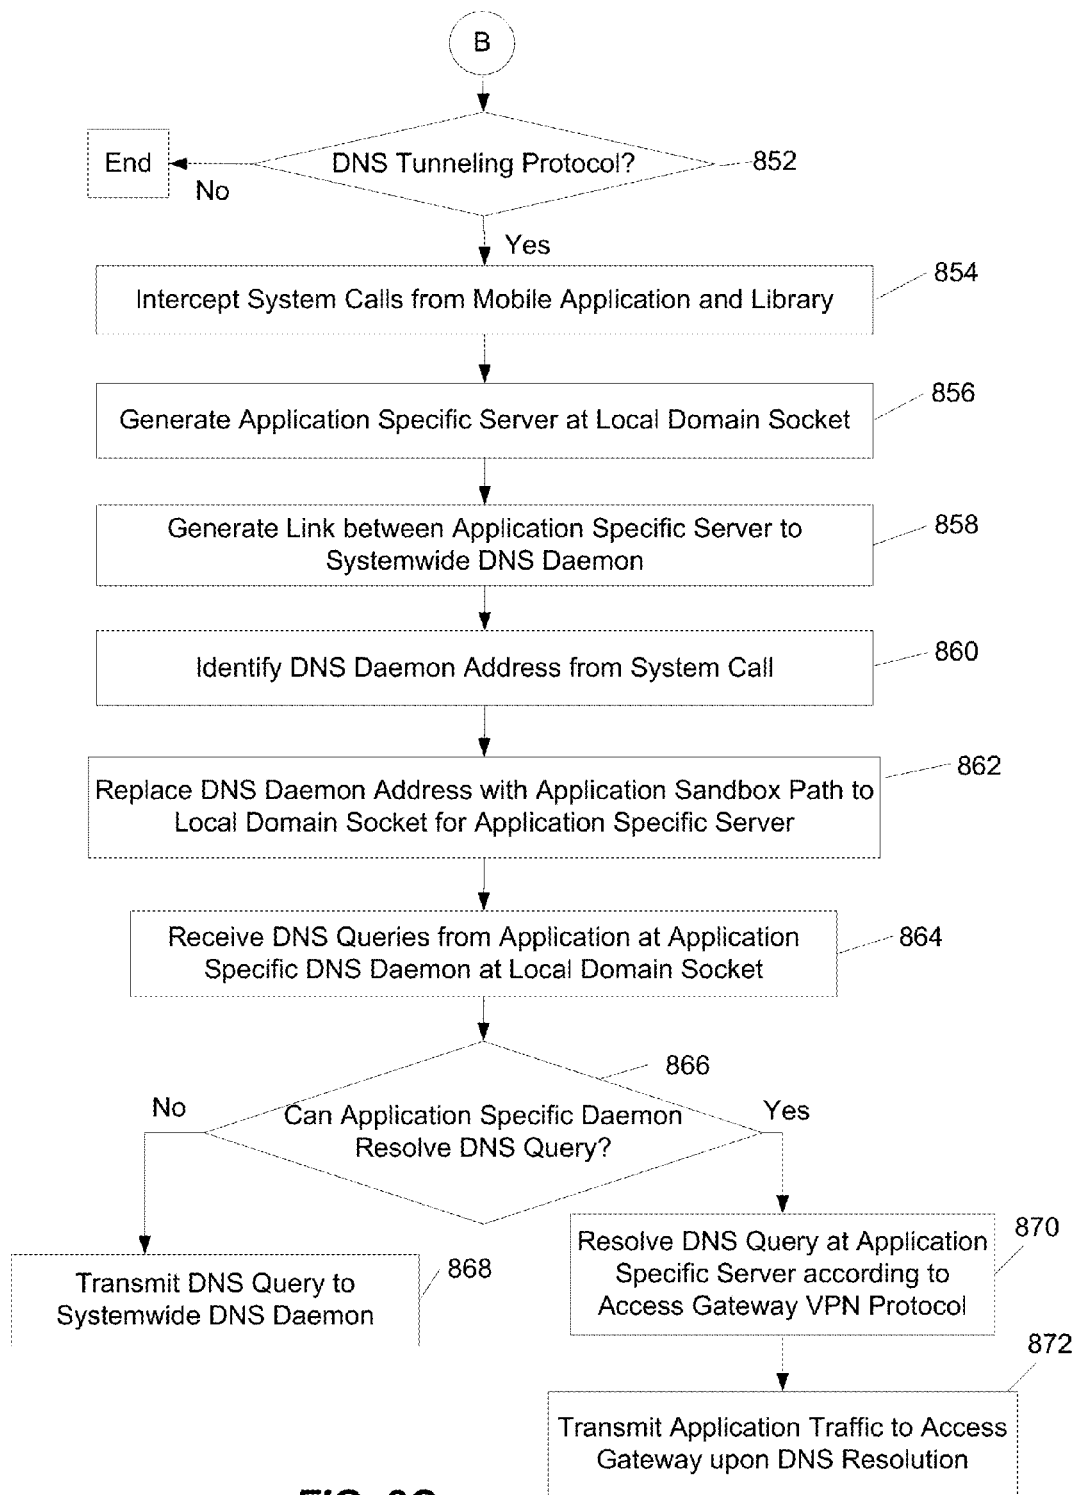 B
DNS Tunneling Protocol?
852
End
No
Yes
854
Intercept System Calls from Mobile Application and Library
856
Generate Application Specific Server at Local Domain Socket
858
Generate Link between Application Specific Server to
Systemwide DNS Daemon
860
Identify DNS Daemon Address from System Call
862
Replace DNS Daemon Address with Application Sandbox Path to
Local Domain Socket for Application Specific Server
864
Receive DNS Queries from Application at Application
Specific DNS Daemon at Local Domain Socket
866
No
Can Application Specific Daemon
Resolve DNS Query?
Yes
870
Resolve DNS Query at Application
Specific Server according to
Access Gateway VPN Protocol
868
Transmit DNS Query to
Systemwide DNS Daemon
872
Transmit Application Traffic to Access
Gateway upon DNS Resolution